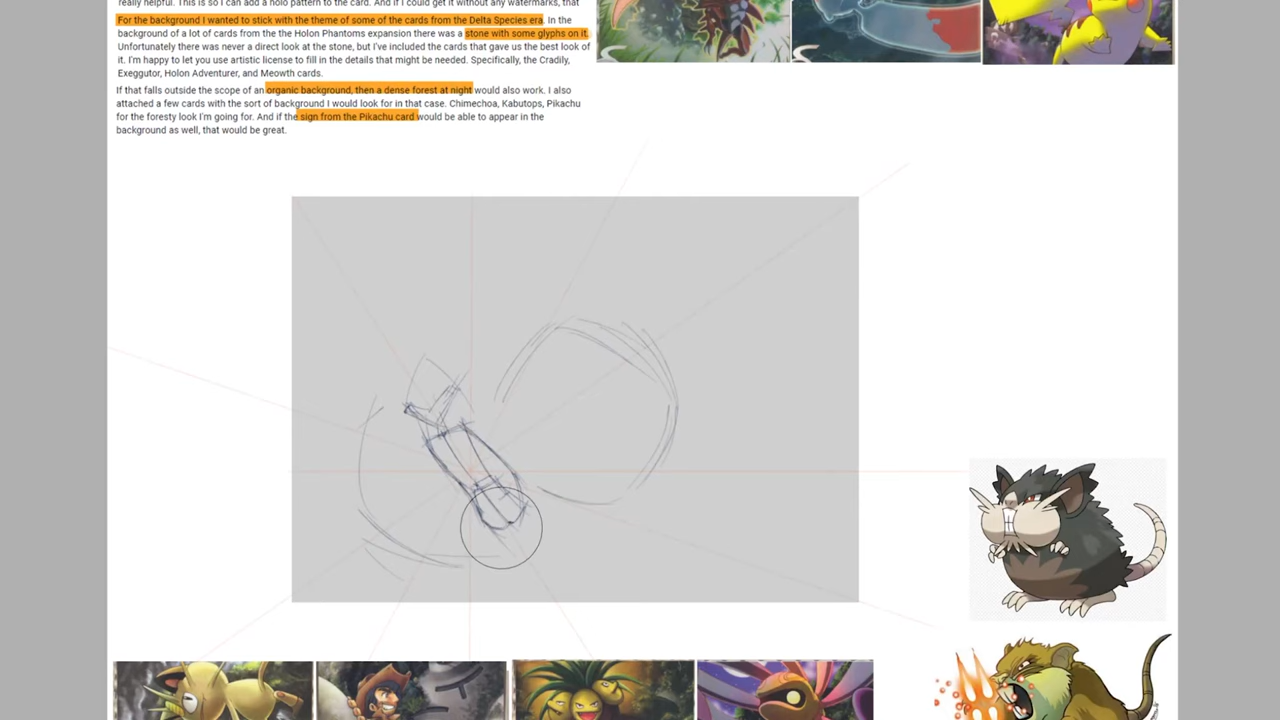 really helpful. This is so I can add a holo pattern to the card. And if I could get it without any watermarks, that
For the background I wanted to stick with the theme of some of the cards from the Delta Species era. In the
background of a lot of cards from the the Holon Phantoms expansion there was a stone with some glyphs on it.
Unfortunately there was never a direct look at the stone, but I've included the cards that gave us the best look of
it. I'm happy to let you use artistic license to fill in the details that might be needed. Specifically, the Cradily,
Exeggutor, Holon Adventurer, and Meowth cards.
If that falls outside the scope of an organic background, then a dense forest at night would also work. I also
attached a few cards with the sort of background I would look for in that case. Chimechoa, Kabutops, Pikachu
for the foresty look I'm going for. And if the sign from the Pikachu card would be able to appear in the
background as well, that would be great.